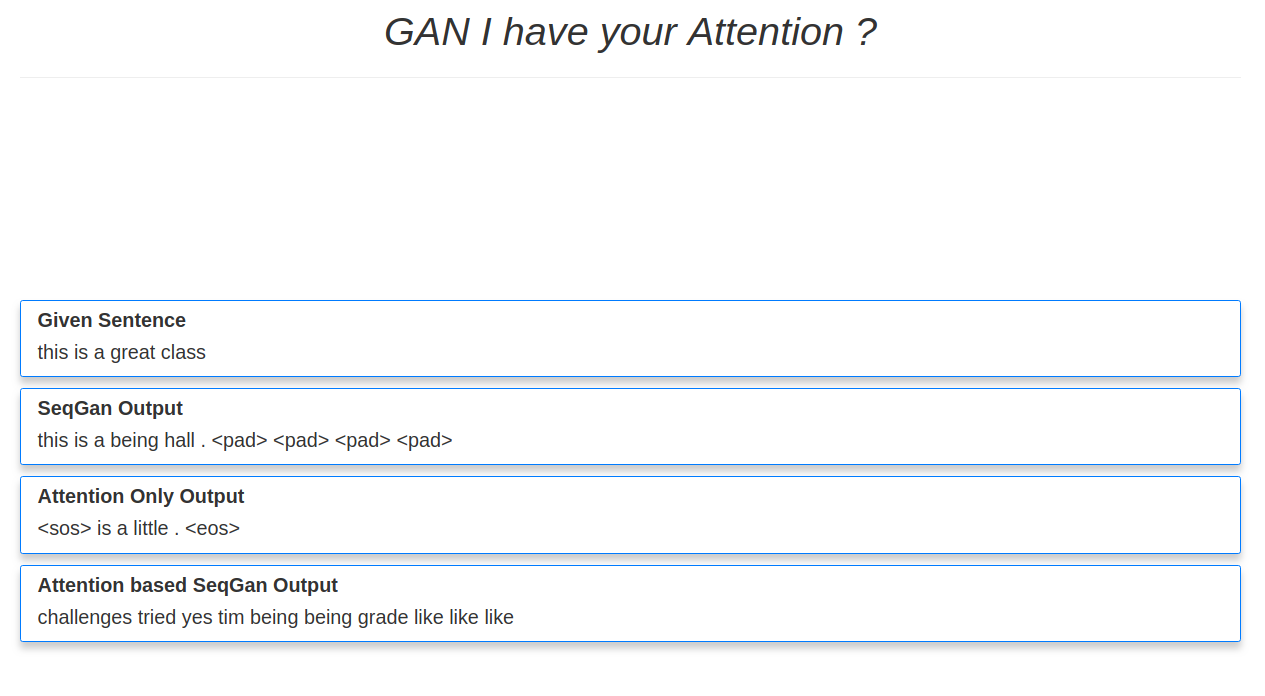 GAN I have your Attention ?
Given Sentence
this is a great class
SeqGan Output
this is a being hall . <pad> <pad> <pad> <pad>
Attention Only Output
<sos> is a little . <eos>
Attention based SeqGan Output
challenges tried yes tim being being grade like like like